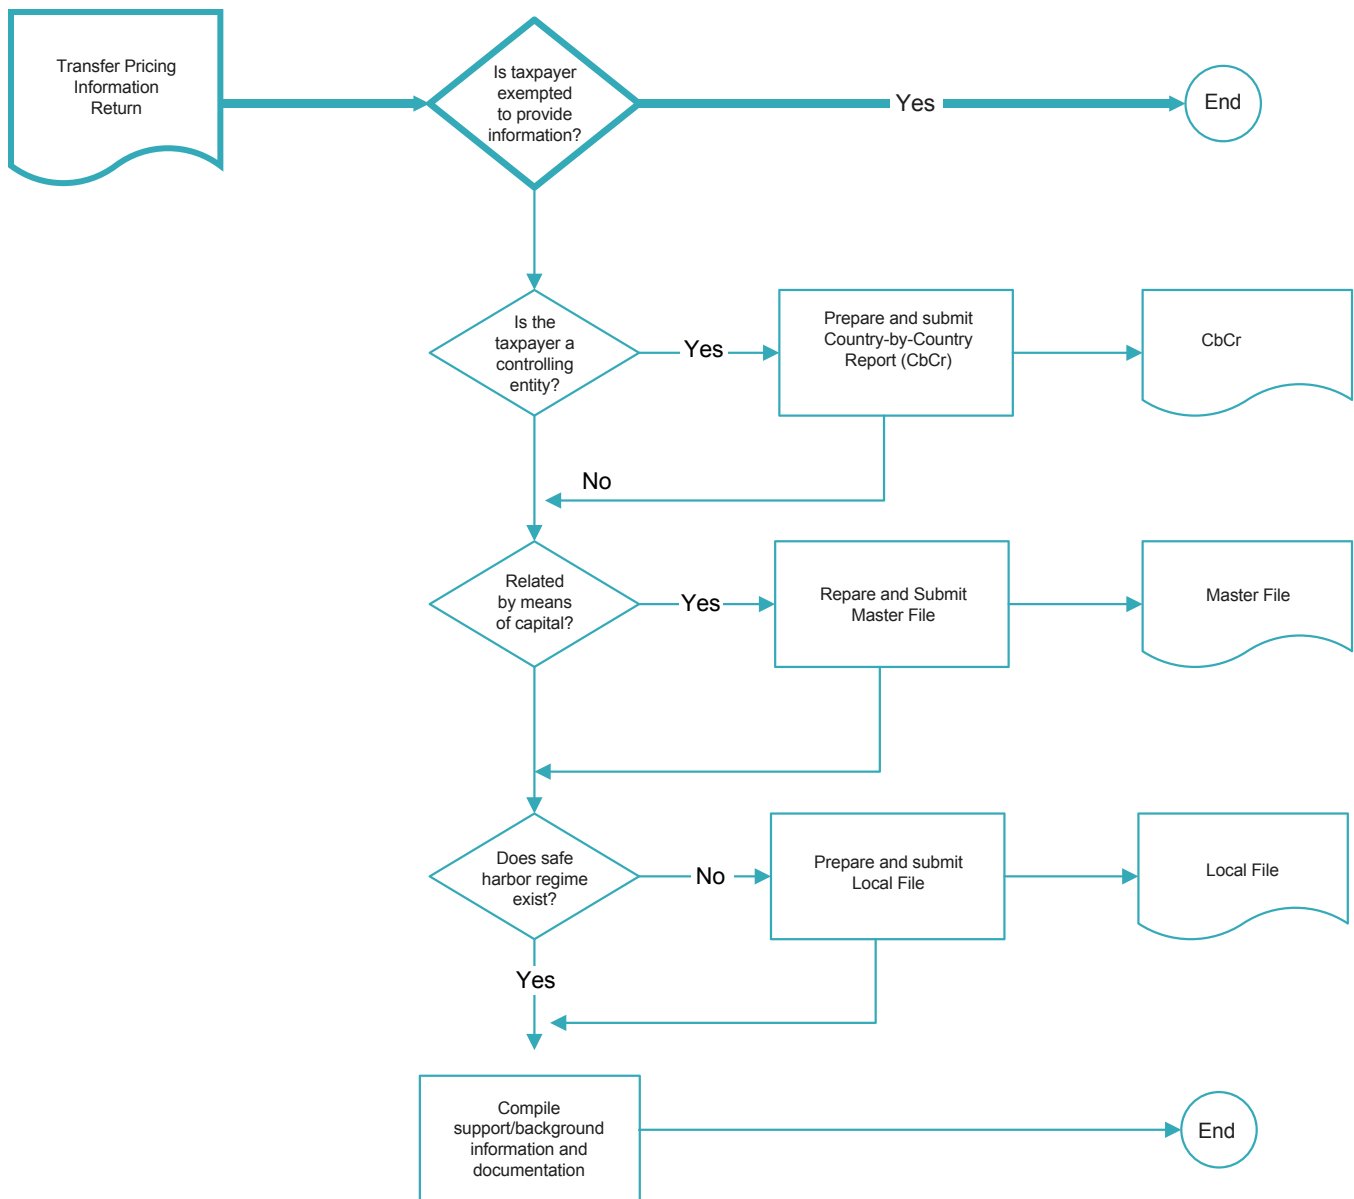 Transfer Pricing
Information
Return
Is taxpayer
exempted
to provide
information?
Yes
End
Is the
taxpayer a
controlling
entity?
Yes
Prepare and submit
Country-by-Country
Report (CbCr)
CbCr
No
Related
by means
of capital?
Yes
Repare and Submit
Master File
Master File
Does safe
harbor regime
exist?
No
Prepare and submit
Local File
Local File
Yes
Compile
support/background
information and
documentation
End